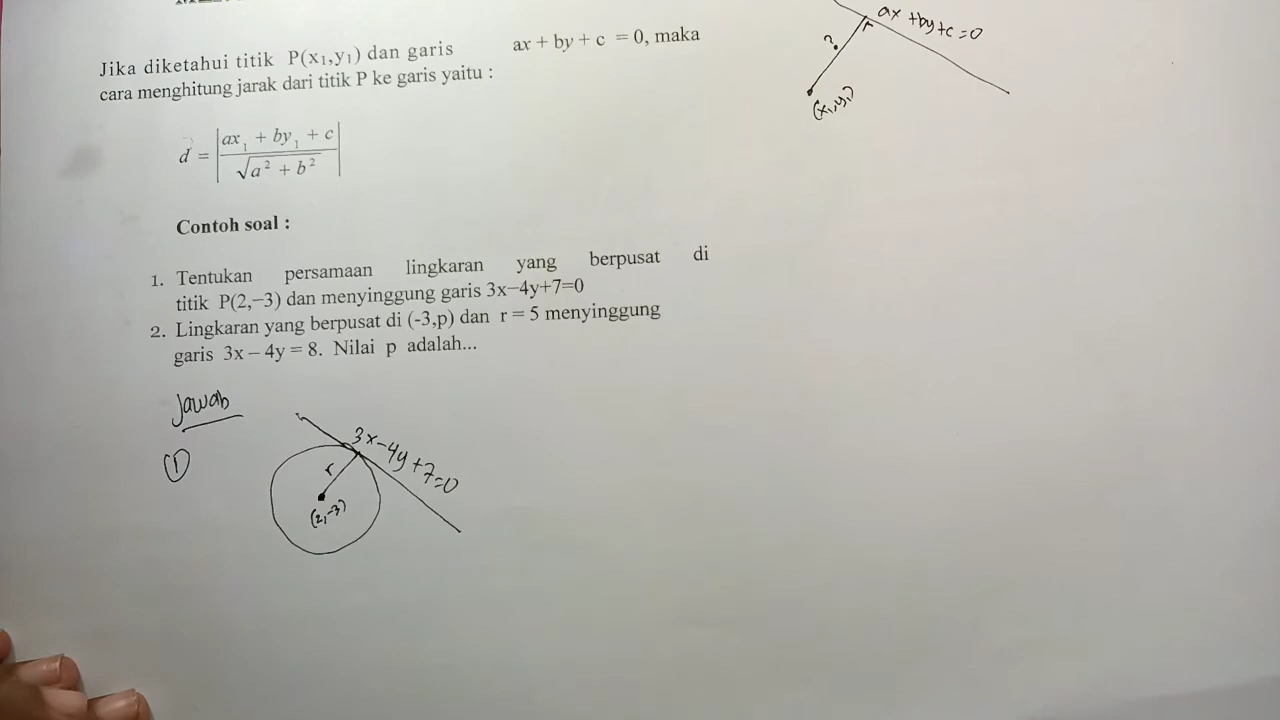 Jika diketahui titik P(x₁,y₁) dan garis ax + by + c = 0, maka
cara menghitung jarak dari titik P ke garis yaitu :
d = |(ax₁ + by₁ + c)/√(a² + b²)|
Contoh soal :
1. Tentukan persamaan lingkaran yang berpusat di
titik P(2,−3) dan menyinggung garis 3x−4y+7=0
2. Lingkaran yang berpusat di (-3,p) dan r = 5 menyinggung
garis 3x – 4y = 8. Nilai p adalah...
Jawab
①
3x-4y+7=0
r
(2,-3)
ax +by+c=0
?
(x₁,y₁)